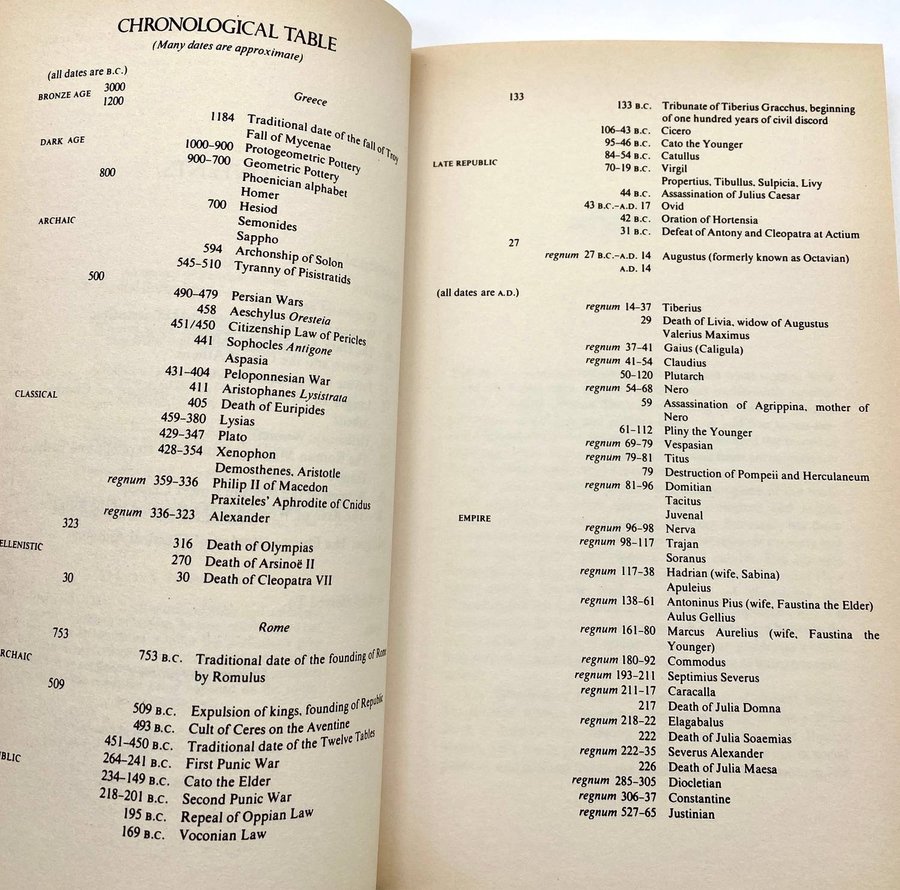 CHRONOLOGICAL TABLE
(Many dates are approximate)
(all dates are B.C.)
BRONZE AGE 3000
1200
Greece
1184 Traditional date of the fall of Troy
Fall of Mycenae
DARK AGE
1000–900 Protogeometric Pottery
900–700 Geometric Pottery
800
Phoenician alphabet
Homer
700 Hesiod
ARCHAIC
Semonides
Sappho
594 Archonship of Solon
545–510 Tyranny of Pisistratids
500
490–479 Persian Wars
458 Aeschylus Oresteia
451/450 Citizenship Law of Pericles
441 Sophocles Antigone
Aspasia
431–404 Peloponnesian War
CLASSICAL
411 Aristophanes Lysistrata
405 Death of Euripides
459–380 Lysias
429–347 Plato
428–354 Xenophon
Demosthenes, Aristotle
regnum 359–336 Philip II of Macedon
Praxiteles' Aphrodite of Cnidus
regnum 336–323 Alexander
323
ELLENISTIC
316 Death of Olympias
270 Death of Arsinoë II
30 30 Death of Cleopatra VII
Rome
753
RCHAIC
753 B.C. Traditional date of the founding of Rome
by Romulus
509
509 B.C. Expulsion of kings, founding of Republic
493 B.C. Cult of Ceres on the Aventine
451–450 B.C. Traditional date of the Twelve Tables
BLIC
264–241 B.C. First Punic War
234–149 B.C. Cato the Elder
218–201 B.C. Second Punic War
195 B.C. Repeal of Oppian Law
169 B.C. Voconian Law
133
133 B.C. Tribunate of Tiberius Gracchus, beginning
of one hundred years of civil discord
106–43 B.C. Cicero
95–46 B.C. Cato the Younger
LATE REPUBLIC
84–54 B.C. Catullus
70–19 B.C. Virgil
Propertius, Tibullus, Sulpicia, Livy
44 B.C. Assassination of Julius Caesar
43 B.C.–A.D. 17 Ovid
42 B.C. Oration of Hortensia
31 B.C. Defeat of Antony and Cleopatra at Actium
27
regnum 27 B.C.–A.D. 14 Augustus (formerly known as Octavian)
A.D. 14
(all dates are A.D.)
regnum 14–37 Tiberius
29 Death of Livia, widow of Augustus
Valerius Maximus
regnum 37–41 Gaius (Caligula)
regnum 41–54 Claudius
50–120 Plutarch
regnum 54–68 Nero
59 Assassination of Agrippina, mother of
Nero
61–112 Pliny the Younger
regnum 69–79 Vespasian
regnum 79–81 Titus
79 Destruction of Pompeii and Herculaneum
regnum 81–96 Domitian
Tacitus
Juvenal
EMPIRE
regnum 96–98 Nerva
regnum 98–117 Trajan
Soranus
regnum 117–38 Hadrian (wife, Sabina)
Apuleius
regnum 138–61 Antoninus Pius (wife, Faustina the Elder)
Aulus Gellius
regnum 161–80 Marcus Aurelius (wife, Faustina the
Younger)
regnum 180–92 Commodus
regnum 193–211 Septimius Severus
regnum 211–17 Caracalla
217 Death of Julia Domna
regnum 218–22 Elagabalus
222 Death of Julia Soaemias
regnum 222–35 Severus Alexander
226 Death of Julia Maesa
regnum 285–305 Diocletian
regnum 306–37 Constantine
regnum 527–65 Justinian